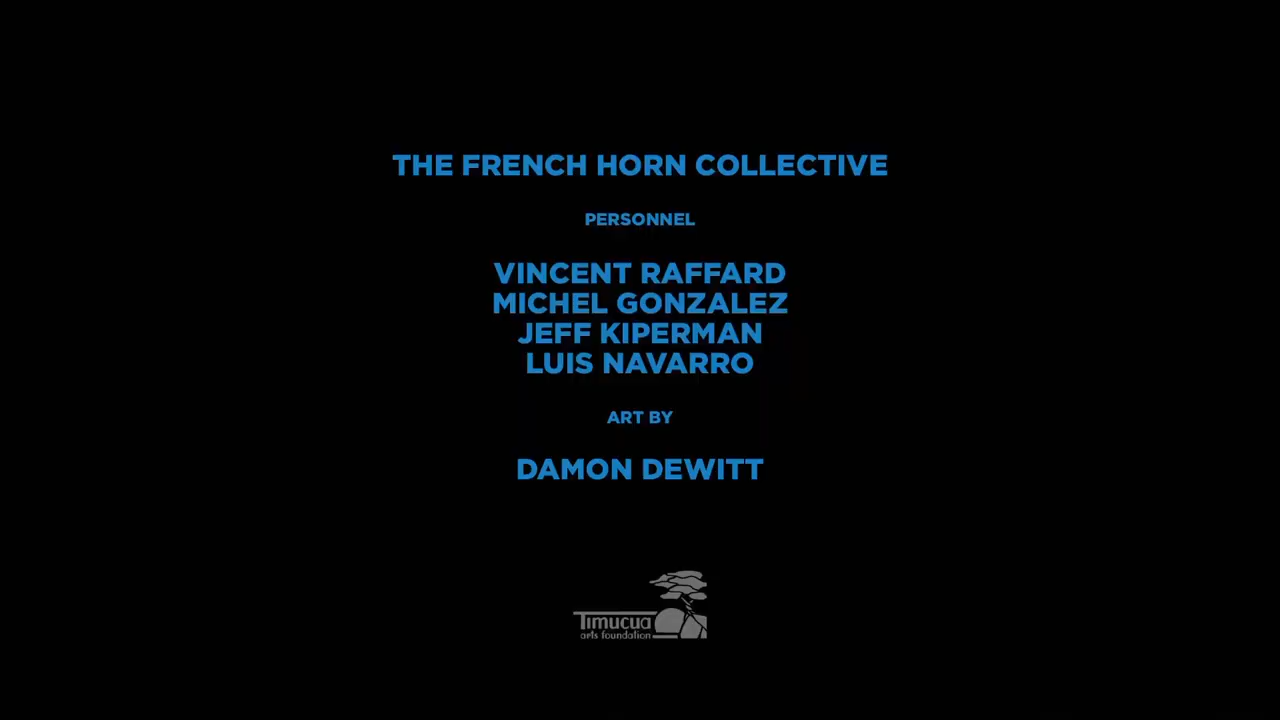 THE FRENCH HORN COLLECTIVE
PERSONNEL
VINCENT RAFFARD
MICHEL GONZALEZ
JEFF KIPERMAN
LUIS NAVARRO
ART BY
DAMON DEWITT
Timucua
arts foundation